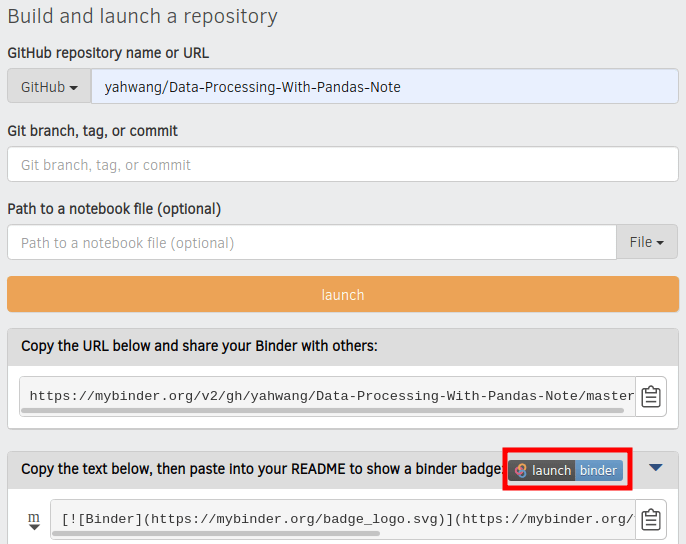 Build and launch a repository
GitHub repository name or URL
GitHub yahwang/Data-Processing-With-Pandas-Note
Git branch, tag, or commit
Git branch, tag, or commit
Path to a notebook file (optional)
Path to a notebook file (optional) File
launch
Copy the URL below and share your Binder with others:
https://mybinder.org/v2/gh/yahwang/Data-Processing-With-Pandas-Note/master
Copy the text below, then paste into your README to show a binder badge: launch binder
m [![Binder](https://mybinder.org/badge_logo.svg)](https://mybinder.org/